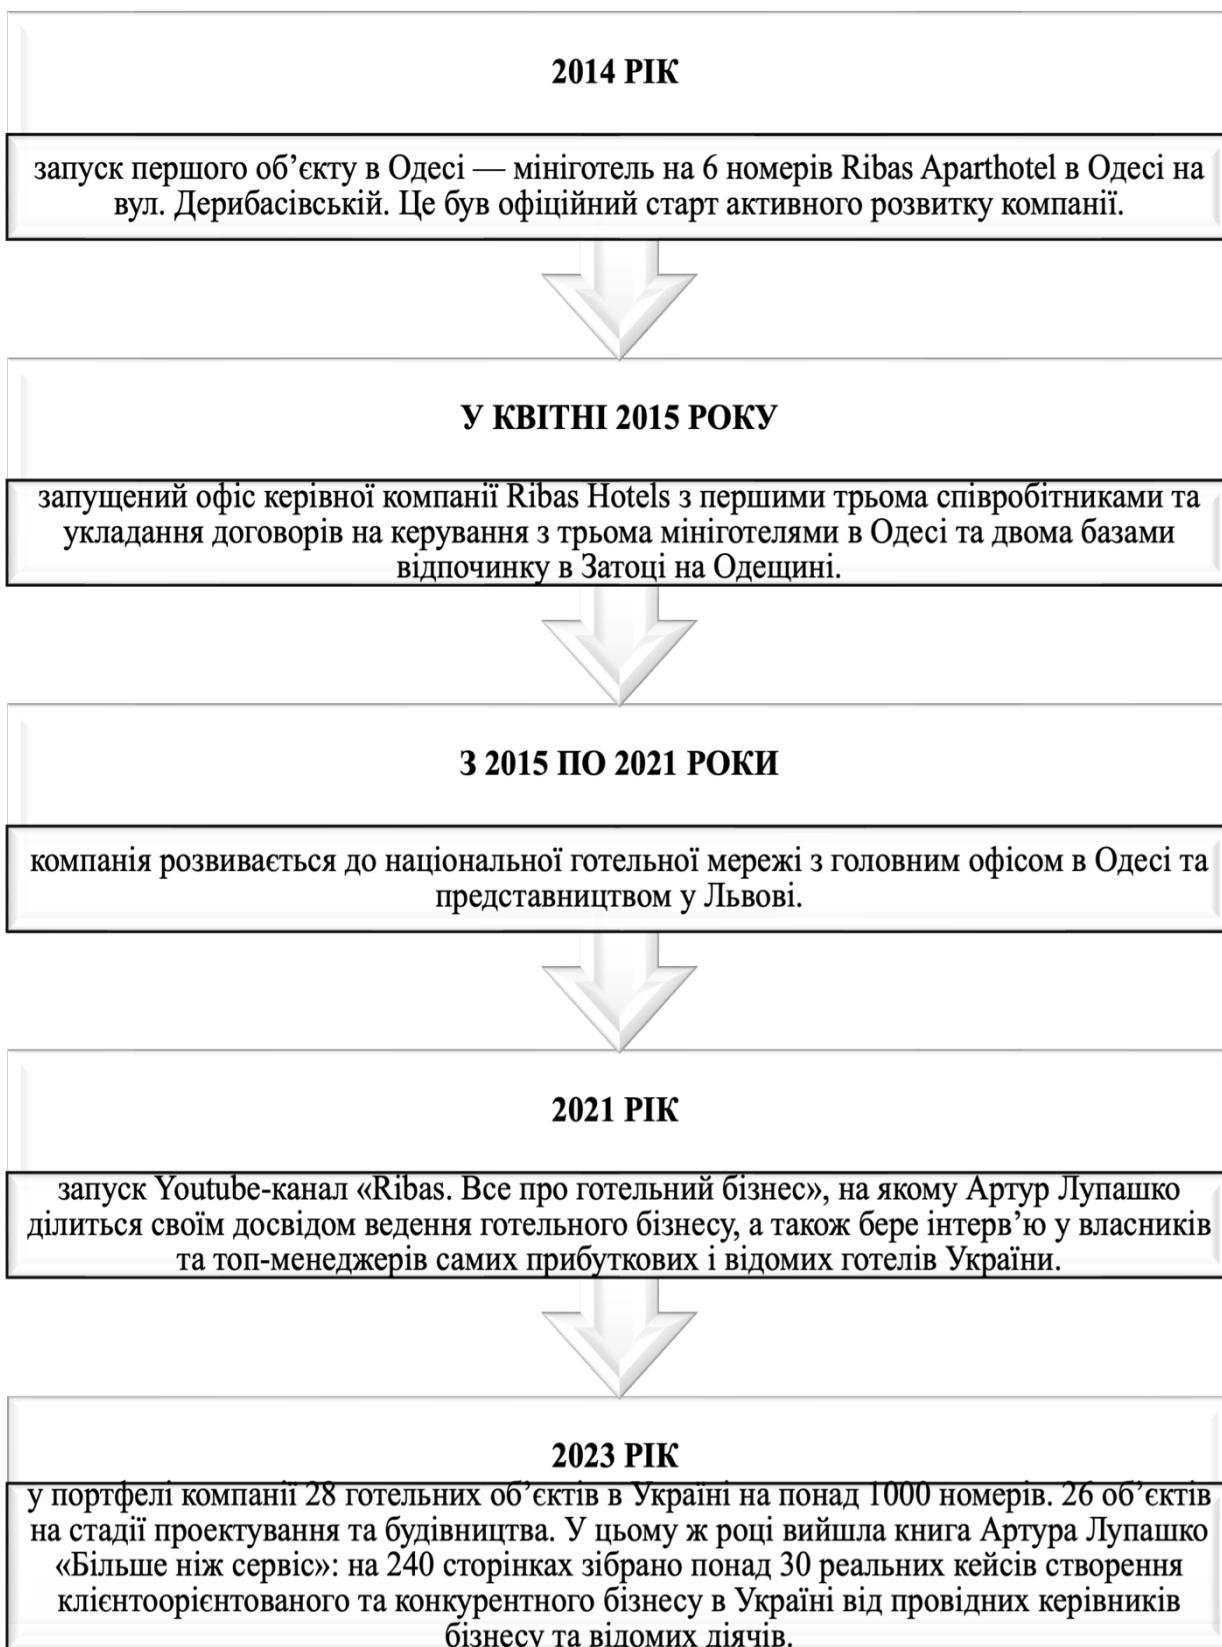 2014 РІК
запуск першого об’єкту в Одесі — мініготель на 6 номерів Ribas Aparthotel в Одесі на
вул. Дерибасівській. Це був офіційний старт активного розвитку компанії.
У КВІТНІ 2015 РОКУ
запущений офіс керівної компанії Ribas Hotels з першими трьома співробітниками та
укладання договорів на керування з трьома мініготелями в Одесі та двома базами
відпочинку в Затоці на Одещині.
З 2015 ПО 2021 РОКИ
компанія розвивається до національної готельної мережі з головним офісом в Одесі та
представництвом у Львові.
2021 РІК
запуск Youtube-канал «Ribas. Все про готельний бізнес», на якому Артур Лупашко
ділиться своїм досвідом ведення готельного бізнесу, а також бере інтерв’ю у власників
та топ-менеджерів самих прибуткових і відомих готелів України.
2023 РІК
у портфелі компанії 28 готельних об’єктів в Україні на понад 1000 номерів. 26 об’єктів
на стадії проектування та будівництва. У цьому ж році вийшла книга Артура Лупашко
«Більше ніж сервіс»: на 240 сторінках зібрано понад 30 реальних кейсів створення
клієнтоорієнтованого та конкурентного бізнесу в Україні від провідних керівників
бізнесу та відомих діячів.